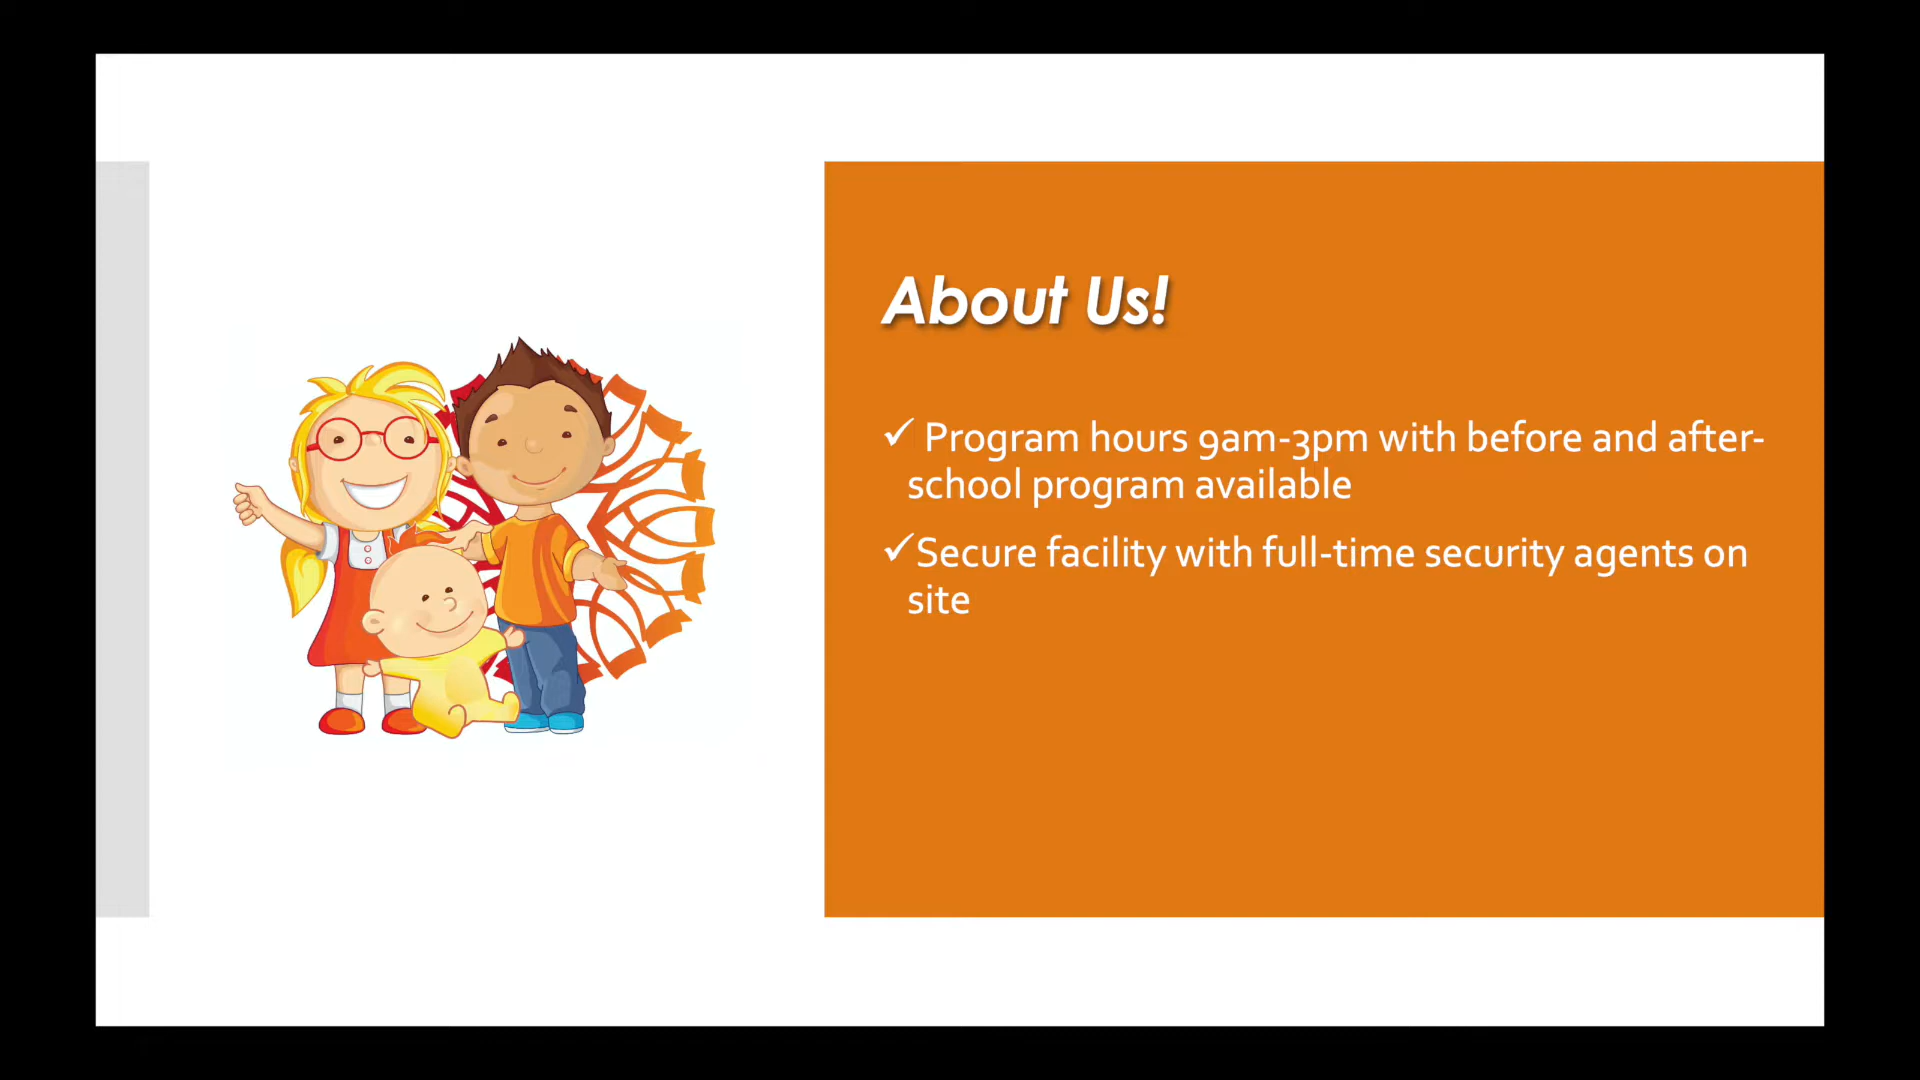 About Us!
✓ Program hours 9am-3pm with before and after-
school program available
✓Secure facility with full-time security agents on
site